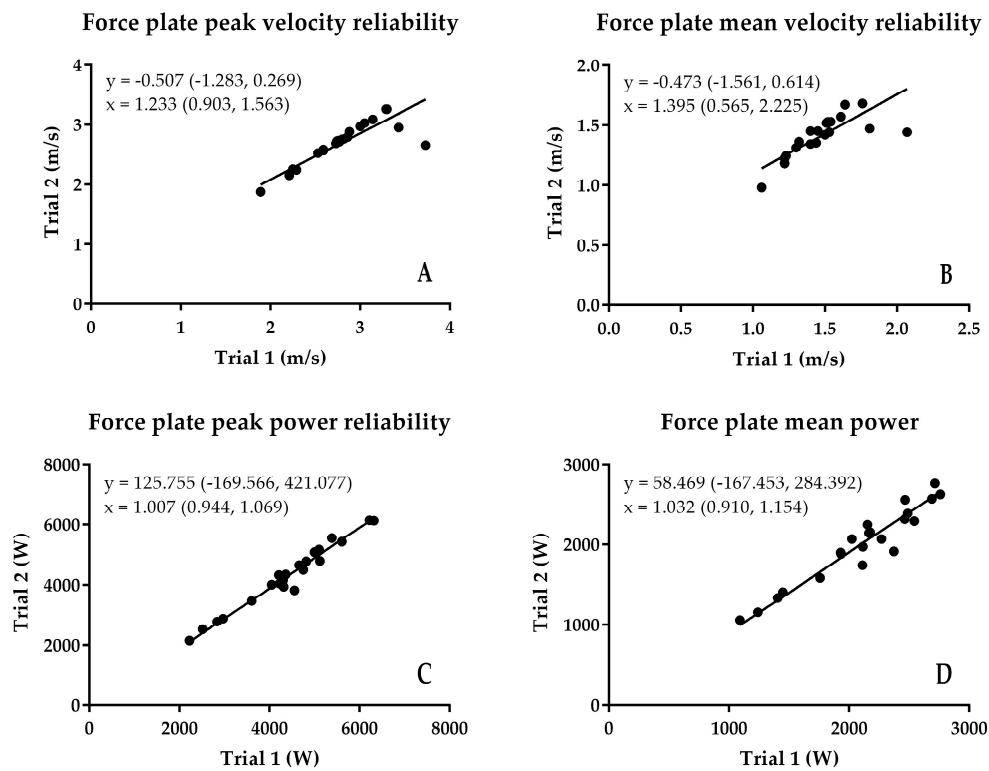 Force plate peak velocity reliability
y = -0.507 (-1.283, 0.269)
x = 1.233 (0.903, 1.563)
4
3
2
1
0
Trial 2 (m/s)
A
0 1 2 3 4
Trial 1 (m/s)
Force plate mean velocity reliability
y = -0.473 (-1.561, 0.614)
x = 1.395 (0.565, 2.225)
2.0
1.5
1.0
0.5
0.0
Trial 2 (m/s)
B
0.0 0.5 1.0 1.5 2.0 2.5
Trial 1 (m/s)
Force plate peak power reliability
y = 125.755 (-169.566, 421.077)
x = 1.007 (0.944, 1.069)
8000
6000
4000
2000
0
Trial 2 (W)
C
0 2000 4000 6000 8000
Trial 1 (W)
Force plate mean power
y = 58.469 (-167.453, 284.392)
x = 1.032 (0.910, 1.154)
3000
2000
1000
0
Trial 2 (W)
D
0 1000 2000 3000
Trial 1 (W)